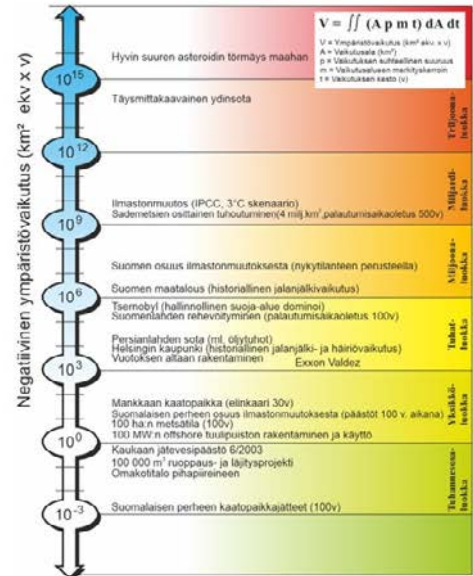 V = ∬ (A p m t) dA dt
V = Ympäristövaikutus (km² ekv. x v)
A = Vaikutusala (km²)
p = Vaikutuksen suhteellinen suuruus
m = Vaikutusalueen merkityskerroin
t = Vaikutuksen kesto (v)
Negatiivinen ympäristövaikutus (km² ekv x v)
Hyvin suuren asteroidin törmäys maahan
10¹⁵
Täysmittakaavainen ydinsota
Triljoona-
luokka
10¹²
Ilmastonmuutos (IPCC, 3°C skenaario)
Sademetsien osittainen tuhoutuminen(4 milj.km²,palautumisaikaoletus 500v)
Miljardi-
luokka
10⁹
Suomen osuus ilmastonmuutoksesta (nykytilanteen perusteella)
Suomen maatalous (historiallinen jalanjälkivaikutus)
Miljoona-
luokka
10⁶
Tsernobyl (hallinnollinen suoja-alue dominoi)
Suomenlahden rehevöityminen (palautumisaikaoletus 100v)
Persianlahden sota (ml. öljytuhot)
Helsingin kaupunki (historiallinen jalanjälki- ja häiriövaikutus)
Vuotoksen altaan rakentaminen
Exxon Valdez
Tuhat-
luokka
10³
Mankkaan kaatopaikka (elinkaari 30v)
Suomalaisen perheen osuus ilmastonmuutoksesta (päästöt 100 v. aikana)
100 ha:n metsätila (100v)
100 MW:n offshore tuulipuiston rakentaminen ja käyttö
Yksikkö-
luokka
10⁰
Kaukaan jätevesipäästö 6/2003
100 000 m³ ruoppaus- ja läjitysprojekti
Omakotitalo pihapiireineen
Tuhannesosa-
luokka
10⁻³
Suomalaisen perheen kaatopaikkajätteet (100v)